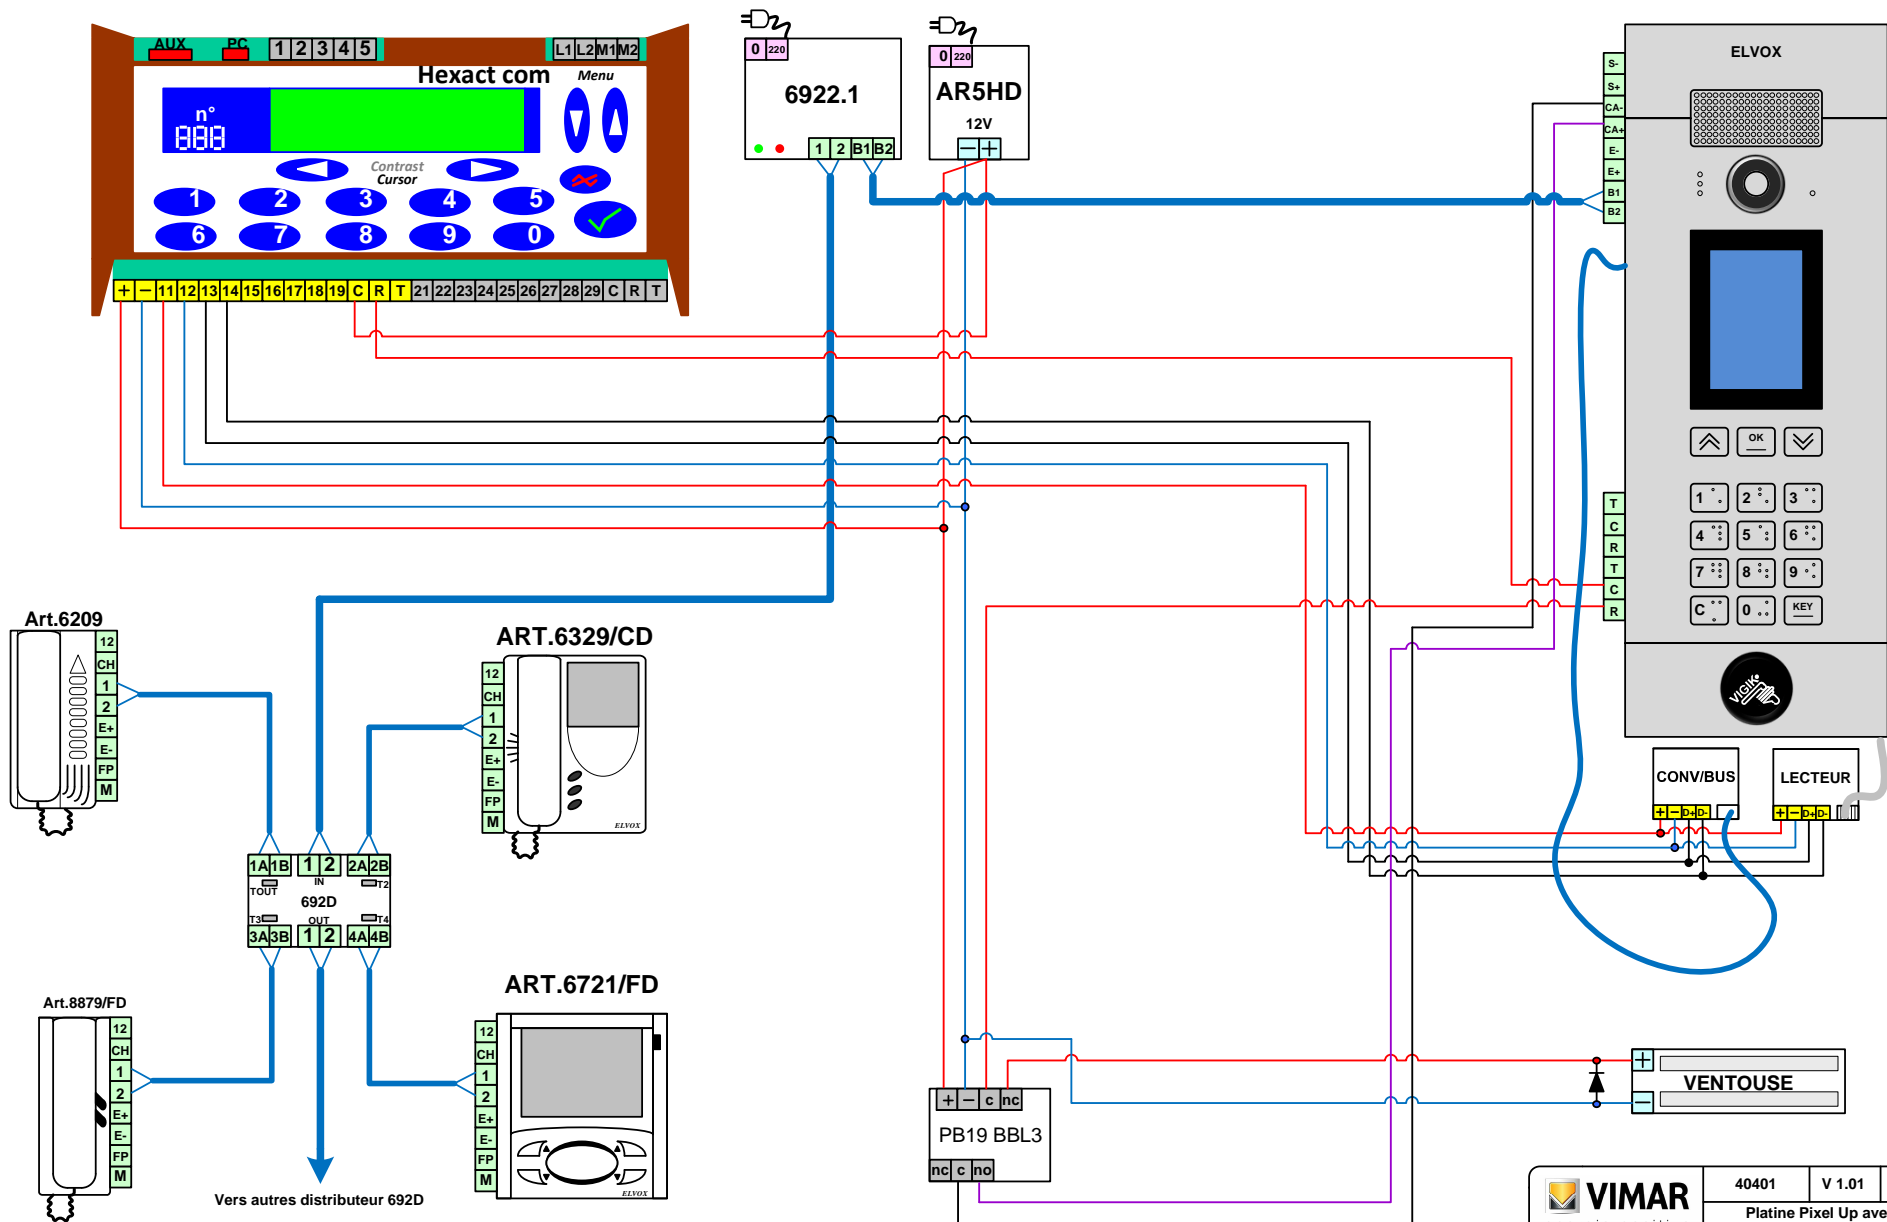 AUX PC 1 2 3 4 5 L1 L2 M1 M2
Hexact com Menu
n°
888
Contrast
Cursor
1 2 3 4 5
6 7 8 9 0
+ − 11 12 13 14 15 16 17 18 19 C R T 21 22 23 24 25 26 27 28 29 C R T
0 220
6922.1
1 2 B1 B2
0 220
AR5HD
12V
− +
ELVOX
S-
S+
CA-
CA+
E-
E+
B1
B2
OK
1 2 3
4 5 6
7 8 9
C 0 KEY
T
C
R
T
C
R
VIGIK
CONV/BUS
+ − D+ D-
LECTEUR
+ − D+ D-
Art.6209
12
CH
1
2
E+
E-
FP
M
ART.6329/CD
12
CH
1
2
E+
E-
FP
M
ELVOX
1A 1B 1 2 2A 2B
IN
TOUT T2
692D
T3 OUT T4
3A 3B 1 2 4A 4B
Art.8879/FD
12
CH
1
2
E+
E-
FP
M
ART.6721/FD
12
CH
1
2
E+
E-
FP
M
ELVOX
Vers autres distributeur 692D
+ − c nc
PB19 BBL3
nc c no
+
VENTOUSE
−
VIMAR
40401 V 1.01
Platine Pixel Up ave